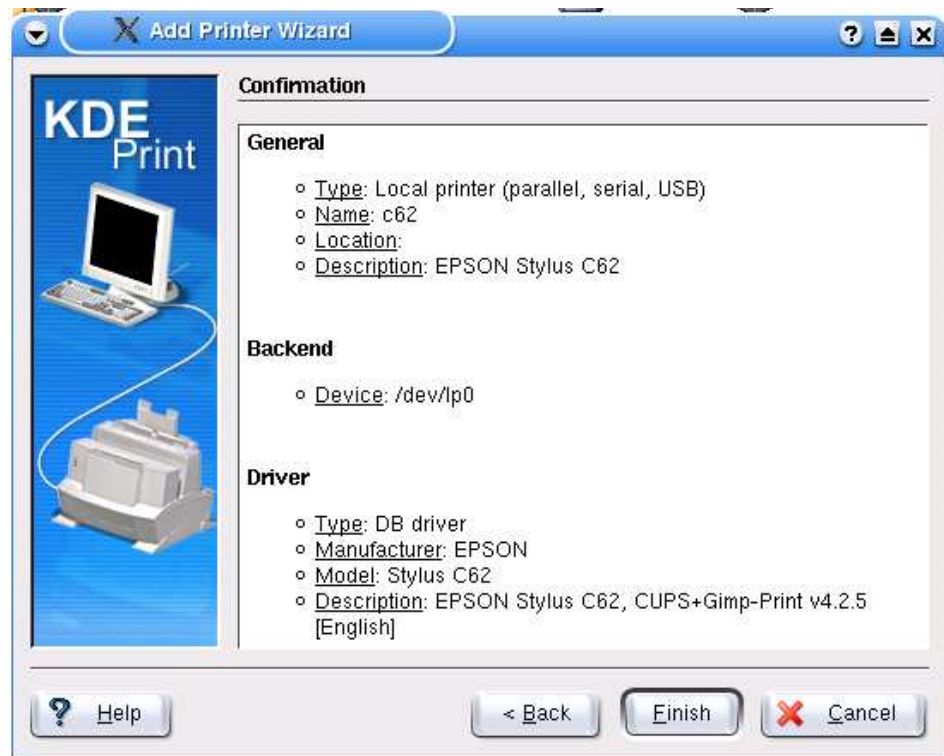 Add Printer Wizard
Confirmation
KDE
Print
General
Type: Local printer (parallel, serial, USB)
Name: c62
Location:
Description: EPSON Stylus C62
Backend
Device: /dev/lp0
Driver
Type: DB driver
Manufacturer: EPSON
Model: Stylus C62
Description: EPSON Stylus C62, CUPS+Gimp-Print v4.2.5
[English]
? Help
< Back
Finish
Cancel